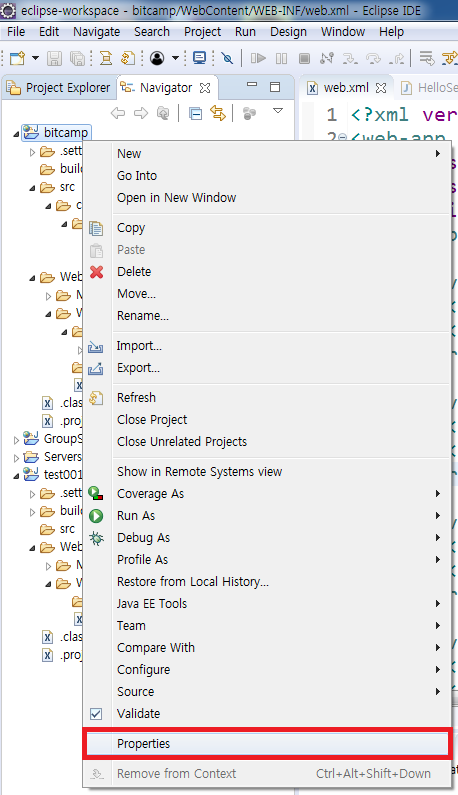 eclipse-workspace - bitcamp/WebContent/WEB-INF/web.xml - Eclipse IDE
File Edit Navigate Search Project Run Design Window Help
Project Explorer Navigator web.xml HelloSe
1 <?xml ver
2 <web-app
bitcamp
.sett
build
src
c
Web
W
.class
.proj
GroupS
Servers
test001
.sett
build
src
Web
W
.class
.proj
New
Go Into
Open in New Window
Copy
Paste
Delete
Move...
Rename...
Import...
Export...
Refresh
Close Project
Close Unrelated Projects
Show in Remote Systems view
Coverage As
Run As
Debug As
Profile As
Restore from Local History...
Java EE Tools
Team
Compare With
Configure
Source
Validate
Properties
Remove from Context Ctrl+Alt+Shift+Down